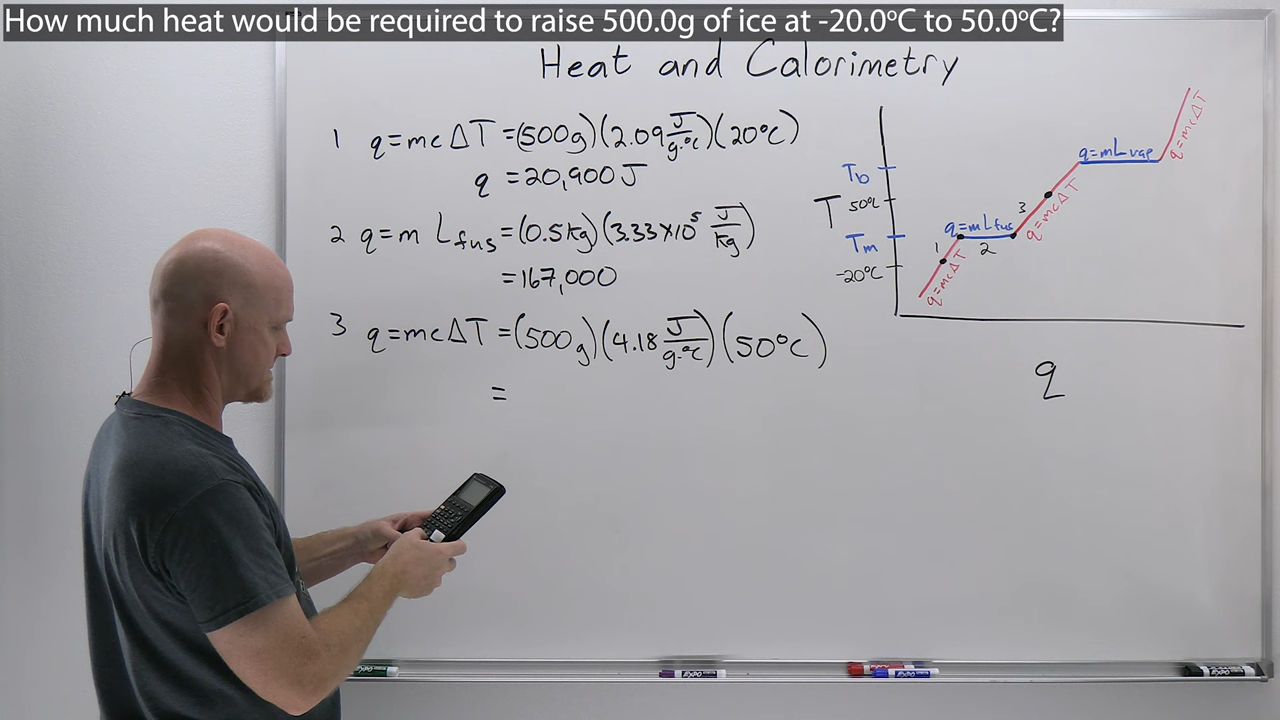 How much heat would be required to raise 500.0g of ice at -20.0°C to 50.0°C?
Heat and Calorimetry
1 q=mcΔT=(500g)(2.09 J/g·°C)(20°C)
q = 20,900J
2 q=m Lfus=(0.5kg)(3.33×10⁵ J/kg)
=167,000
3 q=mcΔT=(500g)(4.18 J/g·°C)(50°C)
=
T
Tb
50°C
Tm
-20°C
q=mcΔT
1
q=mLfus
2
3
q=mcΔT
q=mLvap
q=mcΔT
q